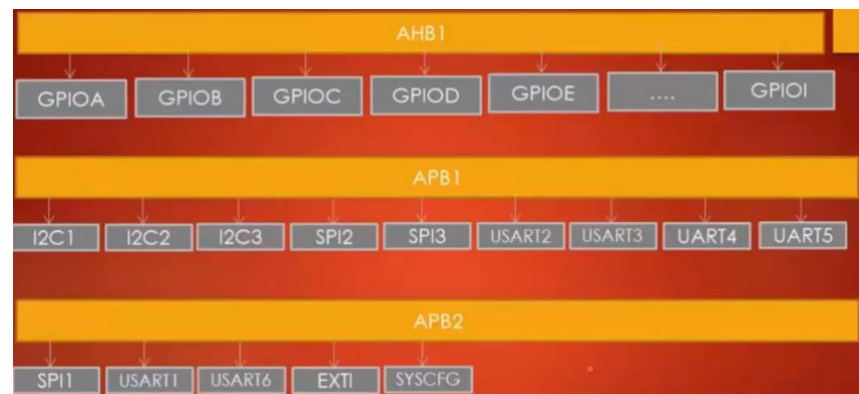 AHB1
GPIOA GPIOB GPIOC GPIOD GPIOE .... GPIOI
APB1
I2C1 I2C2 I2C3 SPI2 SPI3 USART2 USART3 UART4 UART5
APB2
SPI1 USART1 USART6 EXTI SYSCFG